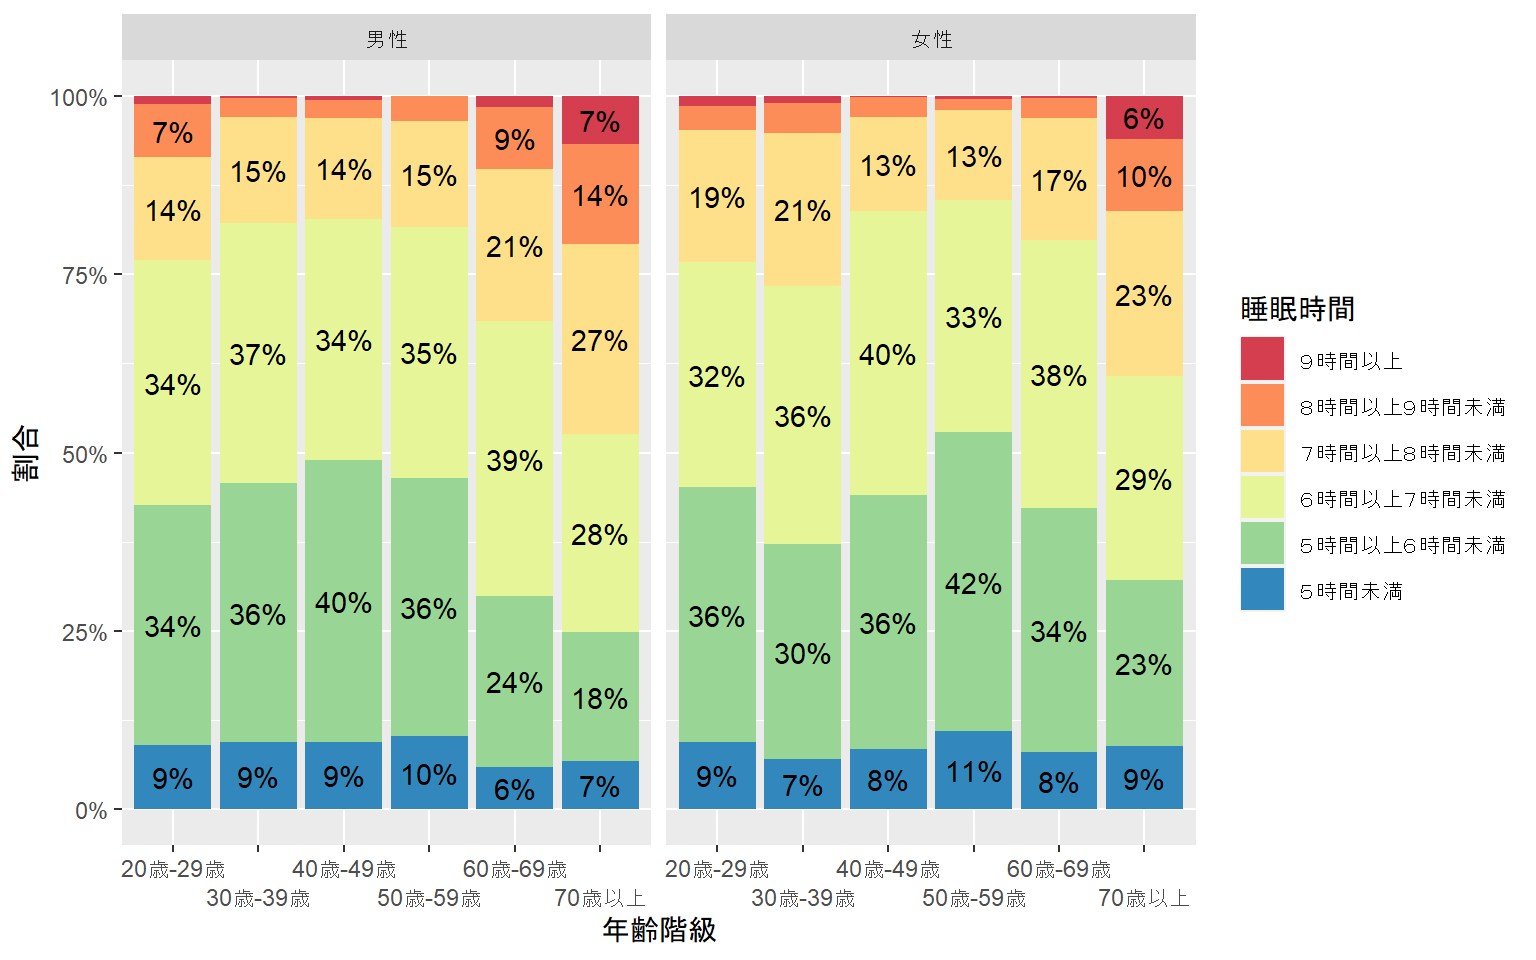 男性
女性
割合
100%
75%
50%
25%
0%
7%
14%
34%
34%
9%
15%
37%
36%
9%
14%
34%
40%
9%
15%
35%
36%
10%
9%
21%
39%
24%
6%
7%
14%
27%
28%
18%
7%
19%
32%
36%
9%
21%
36%
30%
7%
13%
40%
36%
8%
13%
33%
42%
11%
17%
38%
34%
8%
6%
10%
23%
29%
23%
9%
20歳-29歳
30歳-39歳
40歳-49歳
50歳-59歳
60歳-69歳
70歳以上
20歳-29歳
30歳-39歳
40歳-49歳
50歳-59歳
60歳-69歳
70歳以上
年齢階級
睡眠時間
9時間以上
8時間以上9時間未満
7時間以上8時間未満
6時間以上7時間未満
5時間以上6時間未満
5時間未満